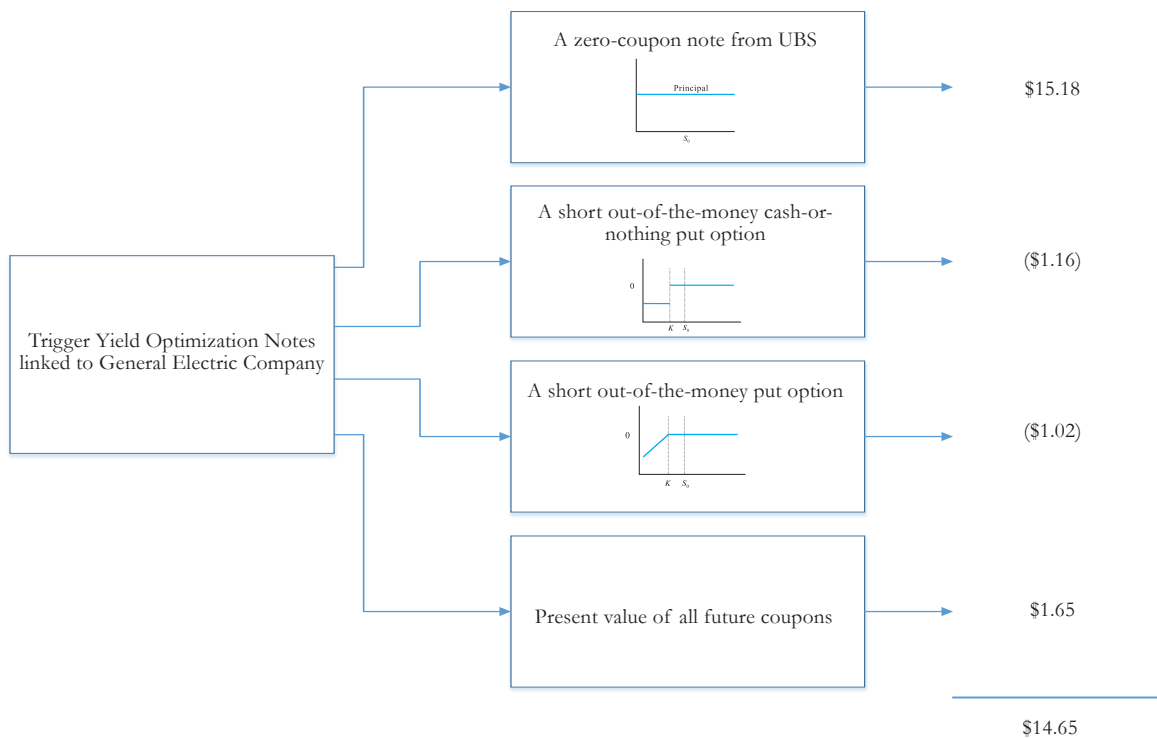 A zero-coupon note from UBS
Principal
S0
$15.18
A short out-of-the-money cash-or-
nothing put option
0
K S0
($1.16)
Trigger Yield Optimization Notes
linked to General Electric Company
A short out-of-the-money put option
0
K S0
($1.02)
Present value of all future coupons
$1.65
$14.65